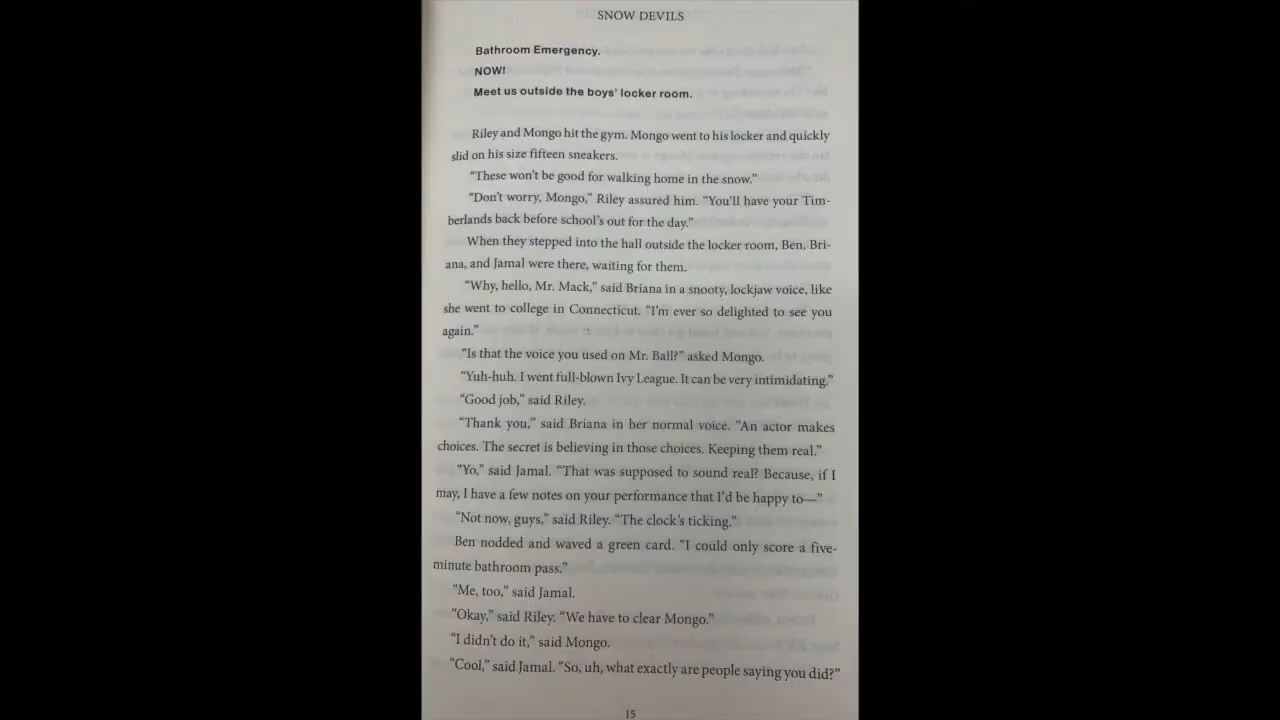 SNOW DEVILS
Bathroom Emergency.
NOW!
Meet us outside the boys' locker room.
Riley and Mongo hit the gym. Mongo went to his locker and quickly
slid on his size fifteen sneakers.
“These won't be good for walking home in the snow.”
“Don't worry, Mongo,” Riley assured him. “You'll have your Tim-
berlands back before school's out for the day.”
When they stepped into the hall outside the locker room, Ben, Bri-
ana, and Jamal were there, waiting for them.
“Why, hello, Mr. Mack,” said Briana in a snooty, lockjaw voice, like
she went to college in Connecticut. “I'm ever so delighted to see you
again.”
“Is that the voice you used on Mr. Ball?” asked Mongo.
“Yuh-huh. I went full-blown Ivy League. It can be very intimidating.”
“Good job,” said Riley.
“Thank you,” said Briana in her normal voice. “An actor makes
choices. The secret is believing in those choices. Keeping them real.”
“Yo,” said Jamal. “That was supposed to sound real? Because, if I
may, I have a few notes on your performance that I'd be happy to—”
“Not now, guys,” said Riley. “The clock's ticking.”
Ben nodded and waved a green card. “I could only score a five-
minute bathroom pass.”
“Me, too,” said Jamal.
“Okay,” said Riley. “We have to clear Mongo.”
“I didn't do it,” said Mongo.
“Cool,” said Jamal. “So, uh, what exactly are people saying you did?”
15